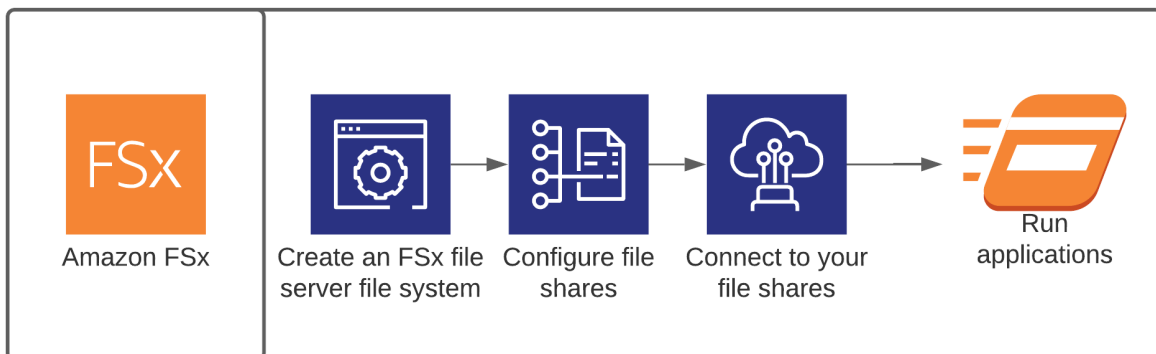 FSx
Amazon FSx
Create an FSx file
server file system
Configure file
shares
Connect to your
file shares
Run
applications